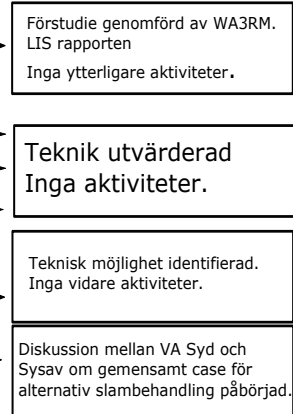 Förstudie genomförd av WA3RM.
LIS rapporten
Inga ytterligare aktiviteter.
Teknik utvärderad
Inga aktiviteter.
Teknisk möjlighet identifierad.
Inga vidare aktiviteter.
Diskussion mellan VA Syd och
Sysav om gemensamt case för
alternativ slambehandling påbörjad.